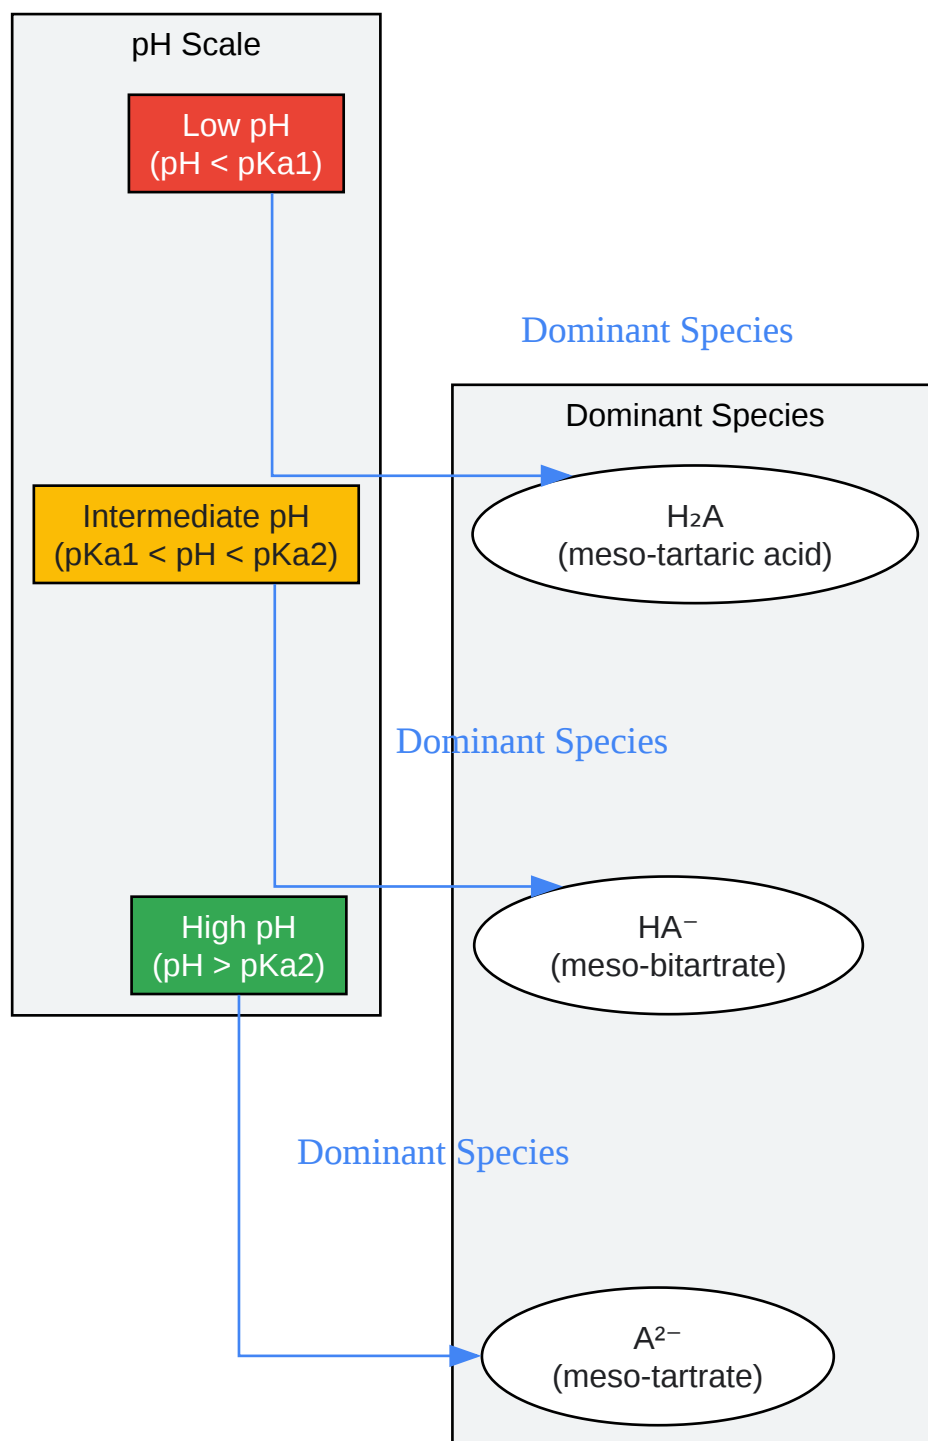 pH Scale
Low pH
(pH < pKa1)
Dominant Species
Dominant Species
Intermediate pH
(pKa1 < pH < pKa2)
H₂A
(meso-tartaric acid)
Dominant Species
High pH
(pH > pKa2)
HA⁻
(meso-bitartrate)
Dominant Species
A²⁻
(meso-tartrate)